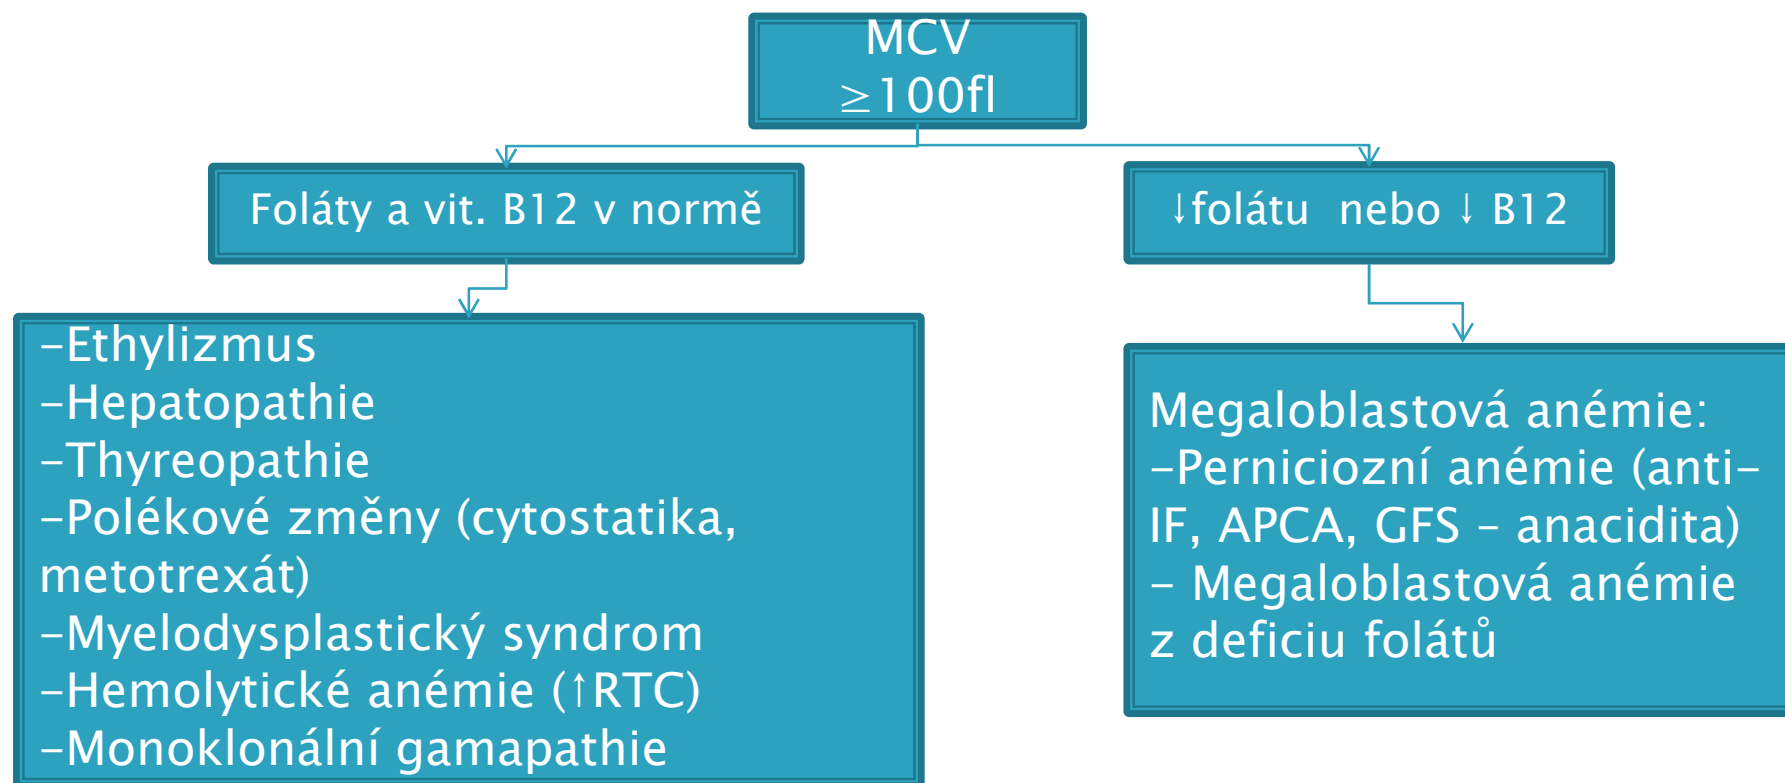 MCV
≥100fl
Foláty a vit. B12 v normě
↓folátu nebo ↓ B12
-Ethylizmus
-Hepatopathie
-Thyreopathie
-Polékové změny (cytostatika,
metotrexát)
-Myelodysplastický syndrom
-Hemolytické anémie (↑RTC)
-Monoklonální gamapathie
Megaloblastová anémie:
-Perniciozní anémie (anti-
IF, APCA, GFS - anacidita)
- Megaloblastová anémie
z deficiu folátů